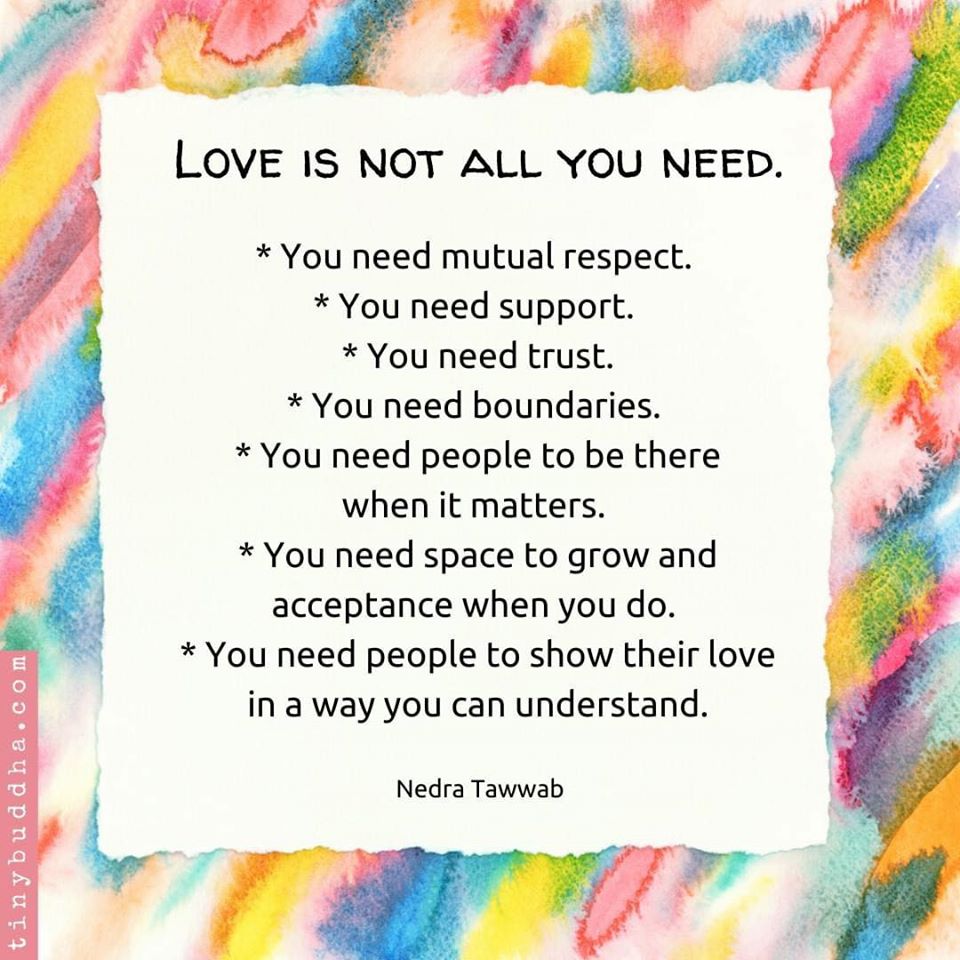 Love is not all you need.
* You need mutual respect.
* You need support.
* You need trust.
* You need boundaries.
* You need people to be there
when it matters.
* You need space to grow and
acceptance when you do.
* You need people to show their love
in a way you can understand.
Nedra Tawwab
tinybuddha.com